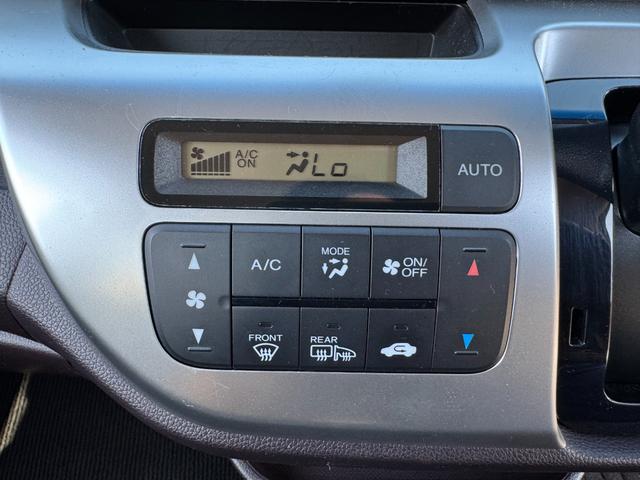 A/C
ON
Lo
AUTO
A/C
MODE
ON/
OFF
FRONT
REAR